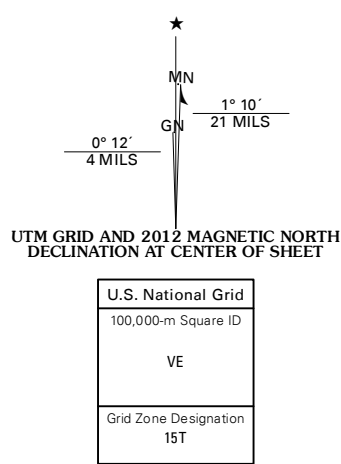 ★
MN
GN
1° 10´
21 MILS
0° 12´
4 MILS
UTM GRID AND 2012 MAGNETIC NORTH
DECLINATION AT CENTER OF SHEET
U.S. National Grid
100,000-m Square ID
VE
Grid Zone Designation
15T